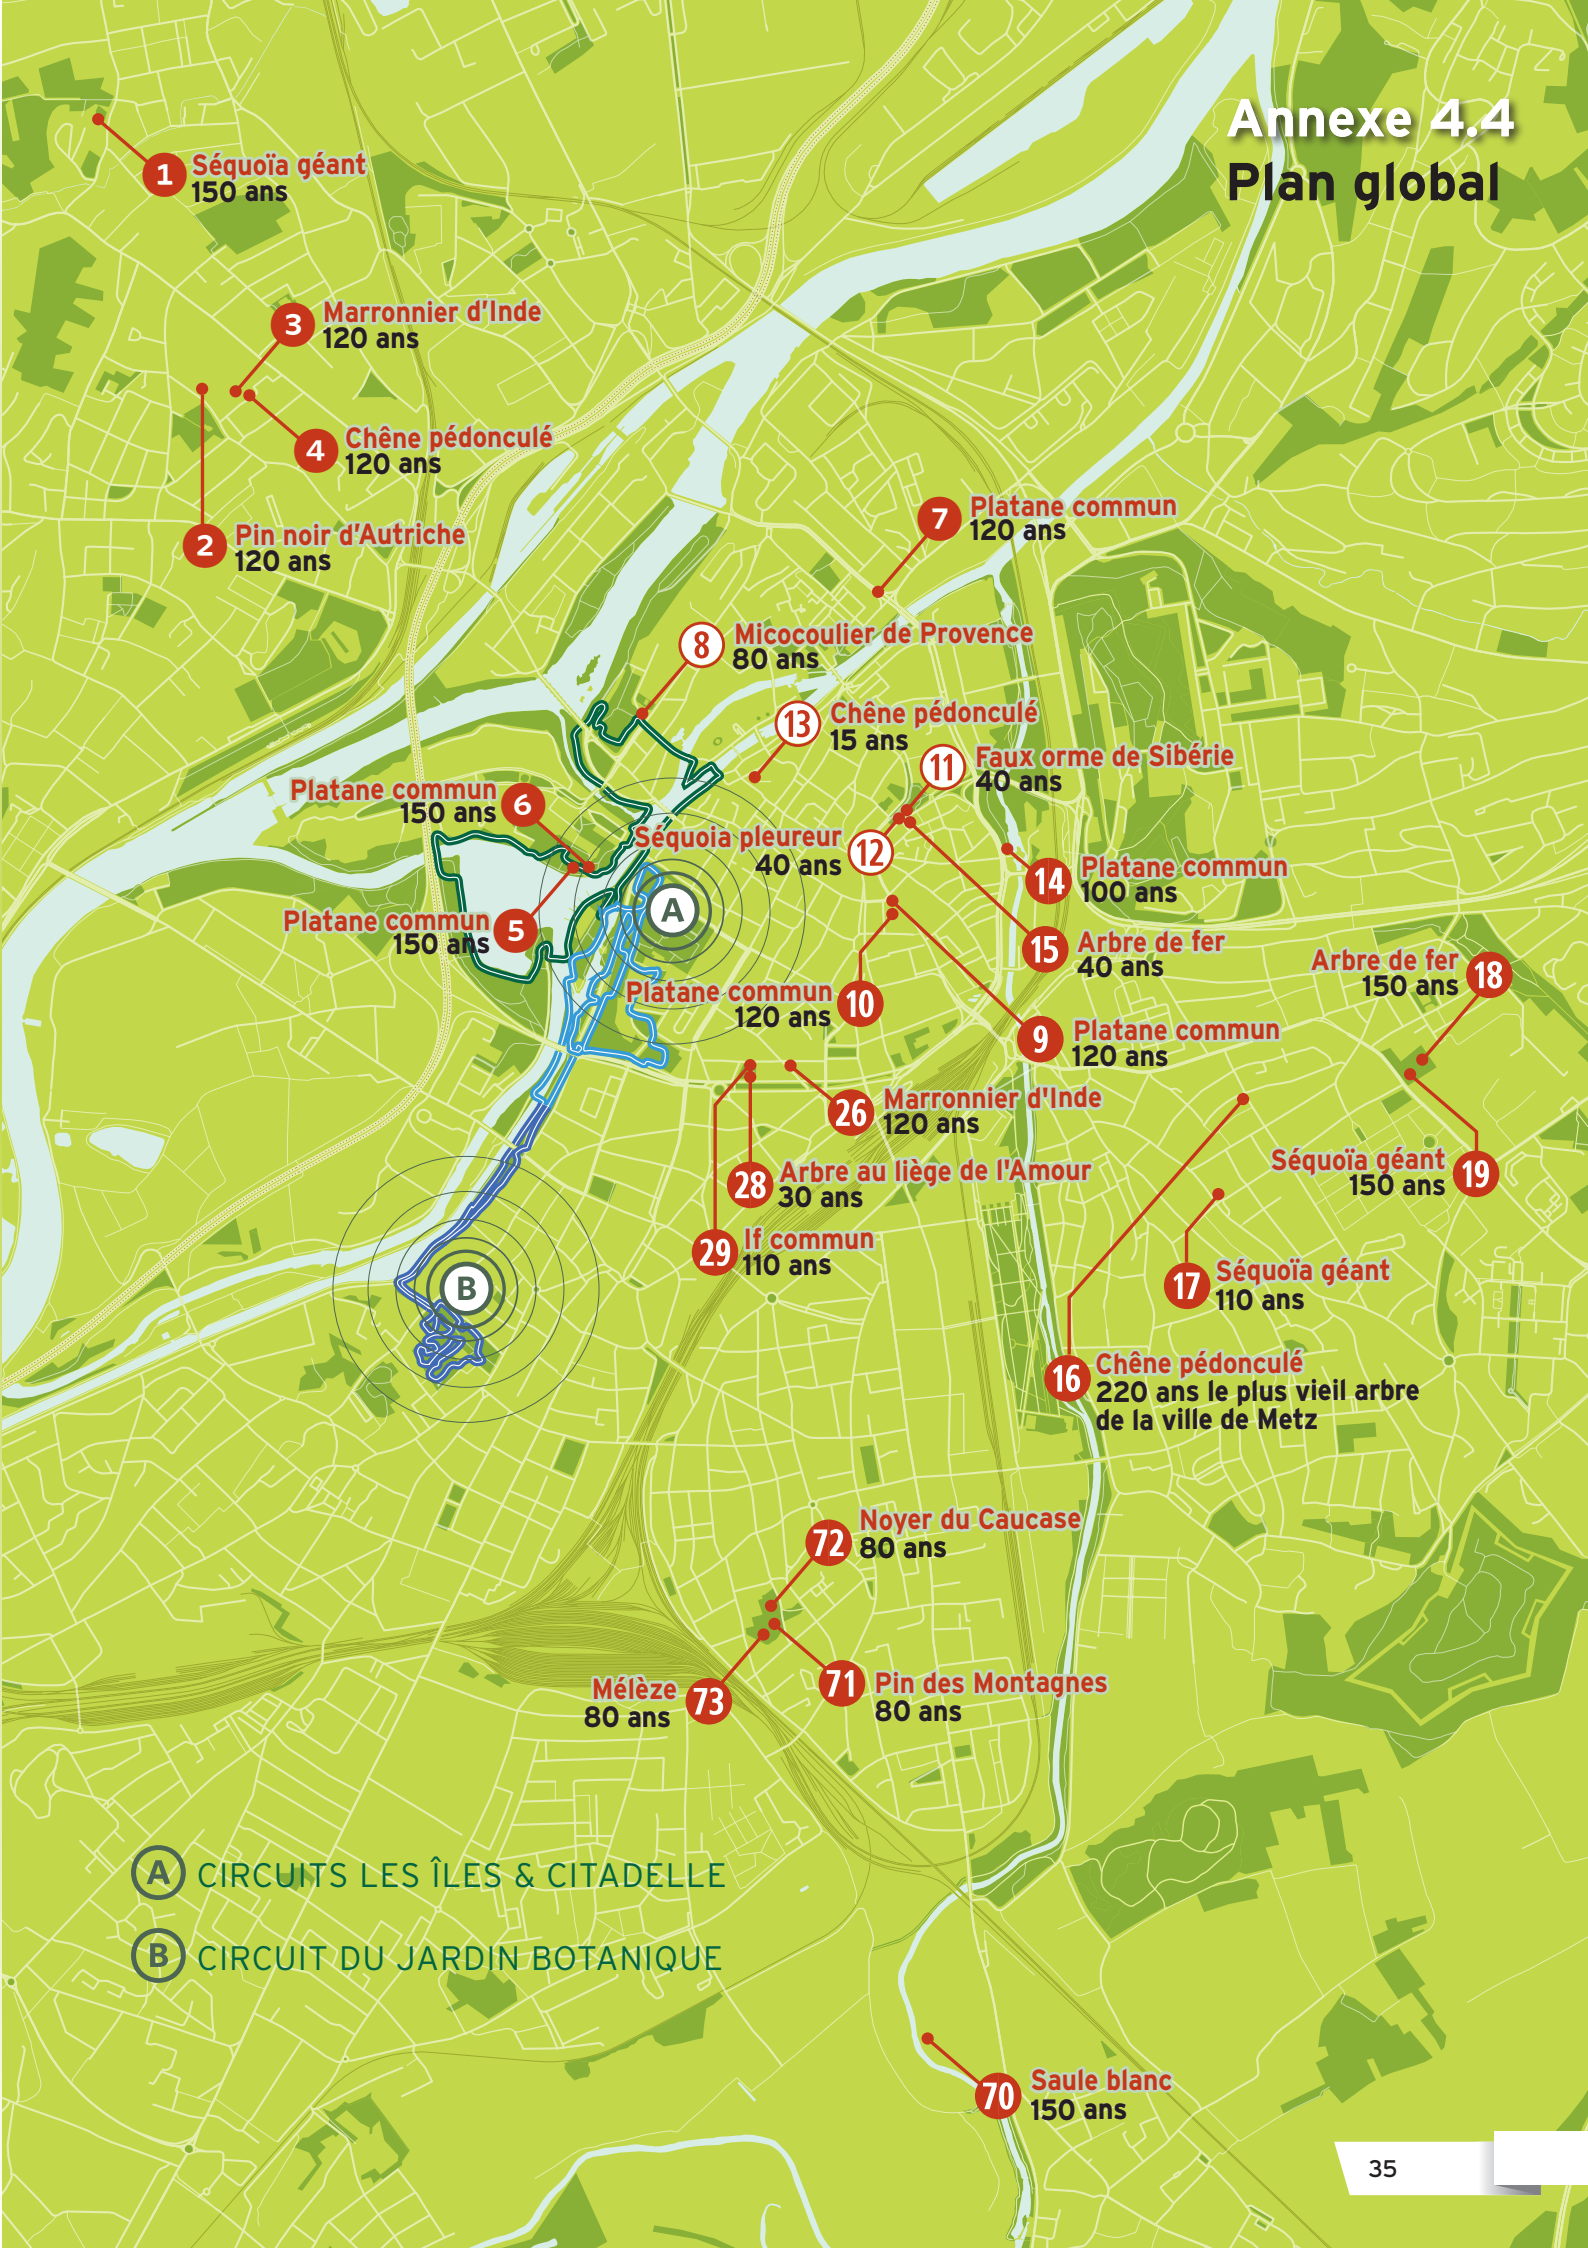 Annexe 4.4
Plan global
1
Séquoïa géant
150 ans
3
Marronnier d'Inde
120 ans
4
Chêne pédonculé
120 ans
2
Pin noir d'Autriche
120 ans
7
Platane commun
120 ans
8
Micocoulier de Provence
80 ans
13
Chêne pédonculé
15 ans
11
Faux orme de Sibérie
40 ans
Platane commun
150 ans
6
Séquoia pleureur
40 ans
12
14
Platane commun
100 ans
A
Platane commun
150 ans
5
15
Arbre de fer
40 ans
Arbre de fer
150 ans
18
Platane commun
120 ans
10
9
Platane commun
120 ans
26
Marronnier d'Inde
120 ans
28
Arbre au liège de l'Amour
30 ans
Séquoïa géant
150 ans
19
29
If commun
110 ans
B
17
Séquoïa géant
110 ans
16
Chêne pédonculé
220 ans le plus vieil arbre
de la ville de Metz
72
Noyer du Caucase
80 ans
Mélèze
80 ans
73
71
Pin des Montagnes
80 ans
A CIRCUITS LES ÎLES & CITADELLE
B CIRCUIT DU JARDIN BOTANIQUE
70
Saule blanc
150 ans
35